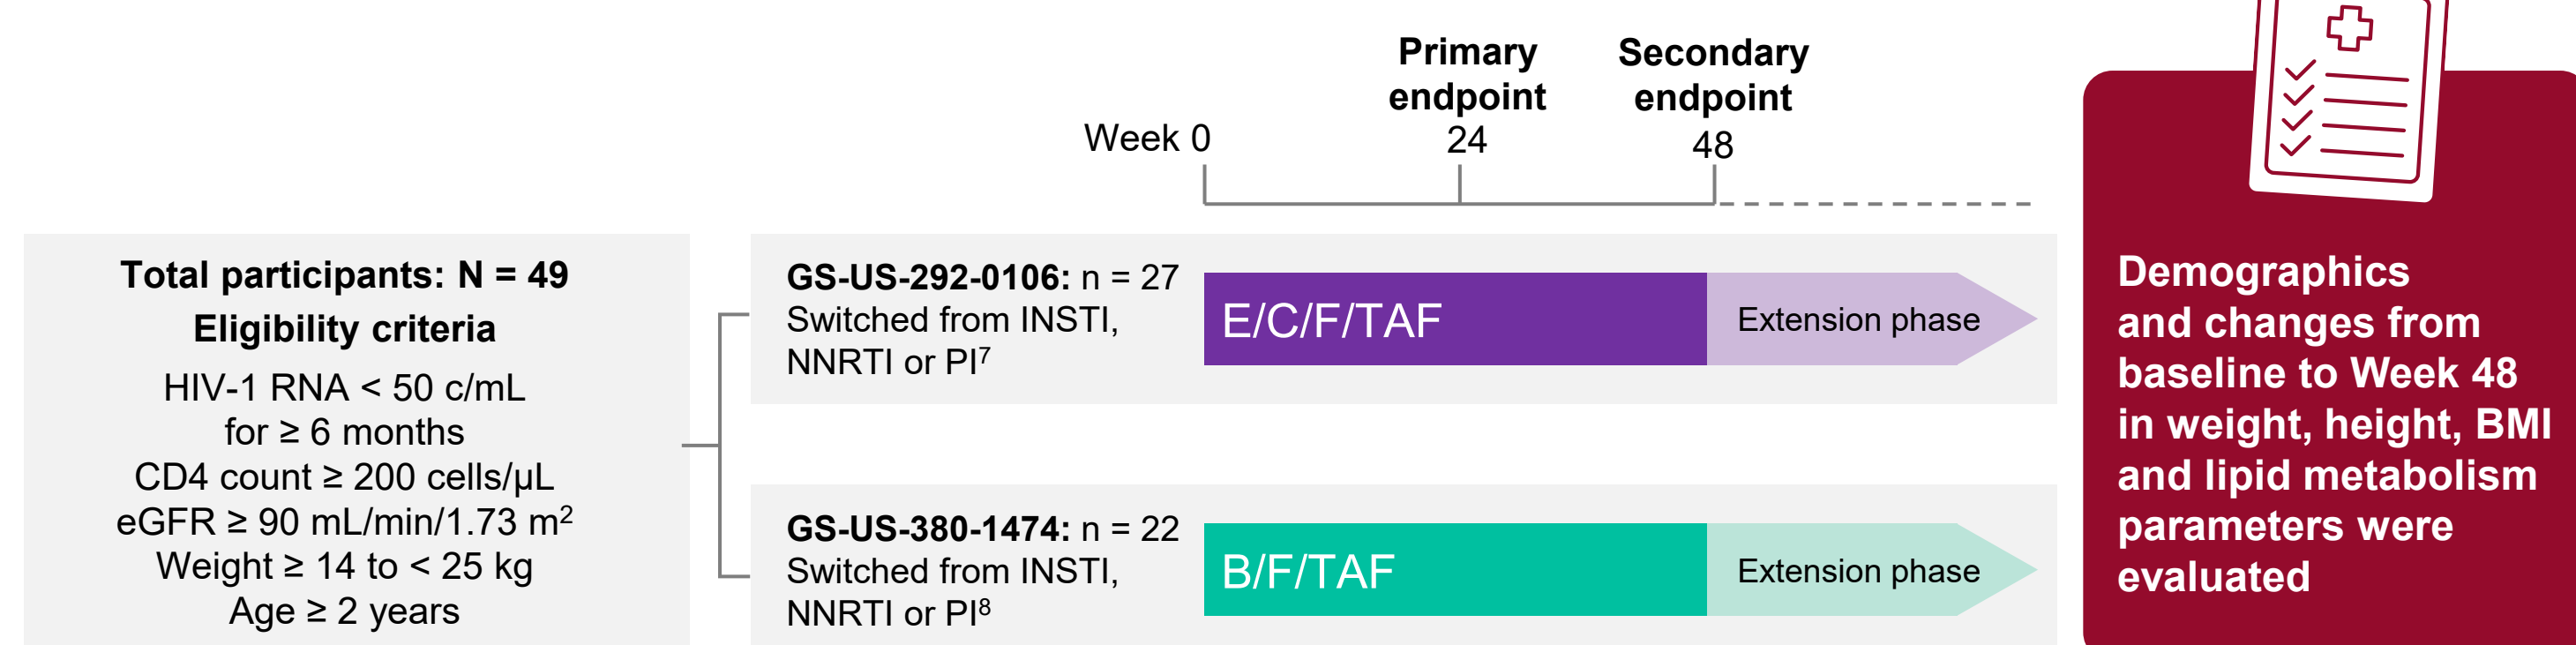 Primary
endpoint
24
Secondary
endpoint
48
Week 0
Total participants: N = 49
Eligibility criteria
HIV-1 RNA < 50 c/mL
for ≥ 6 months
CD4 count ≥ 200 cells/µL
eGFR ≥ 90 mL/min/1.73 m²
Weight ≥ 14 to < 25 kg
Age ≥ 2 years
GS-US-292-0106: n = 27
Switched from INSTI,
NNRTI or PI⁷
E/C/F/TAF
Extension phase
GS-US-380-1474: n = 22
Switched from INSTI,
NNRTI or PI⁸
B/F/TAF
Extension phase
Demographics
and changes from
baseline to Week 48
in weight, height, BMI
and lipid metabolism
parameters were
evaluated